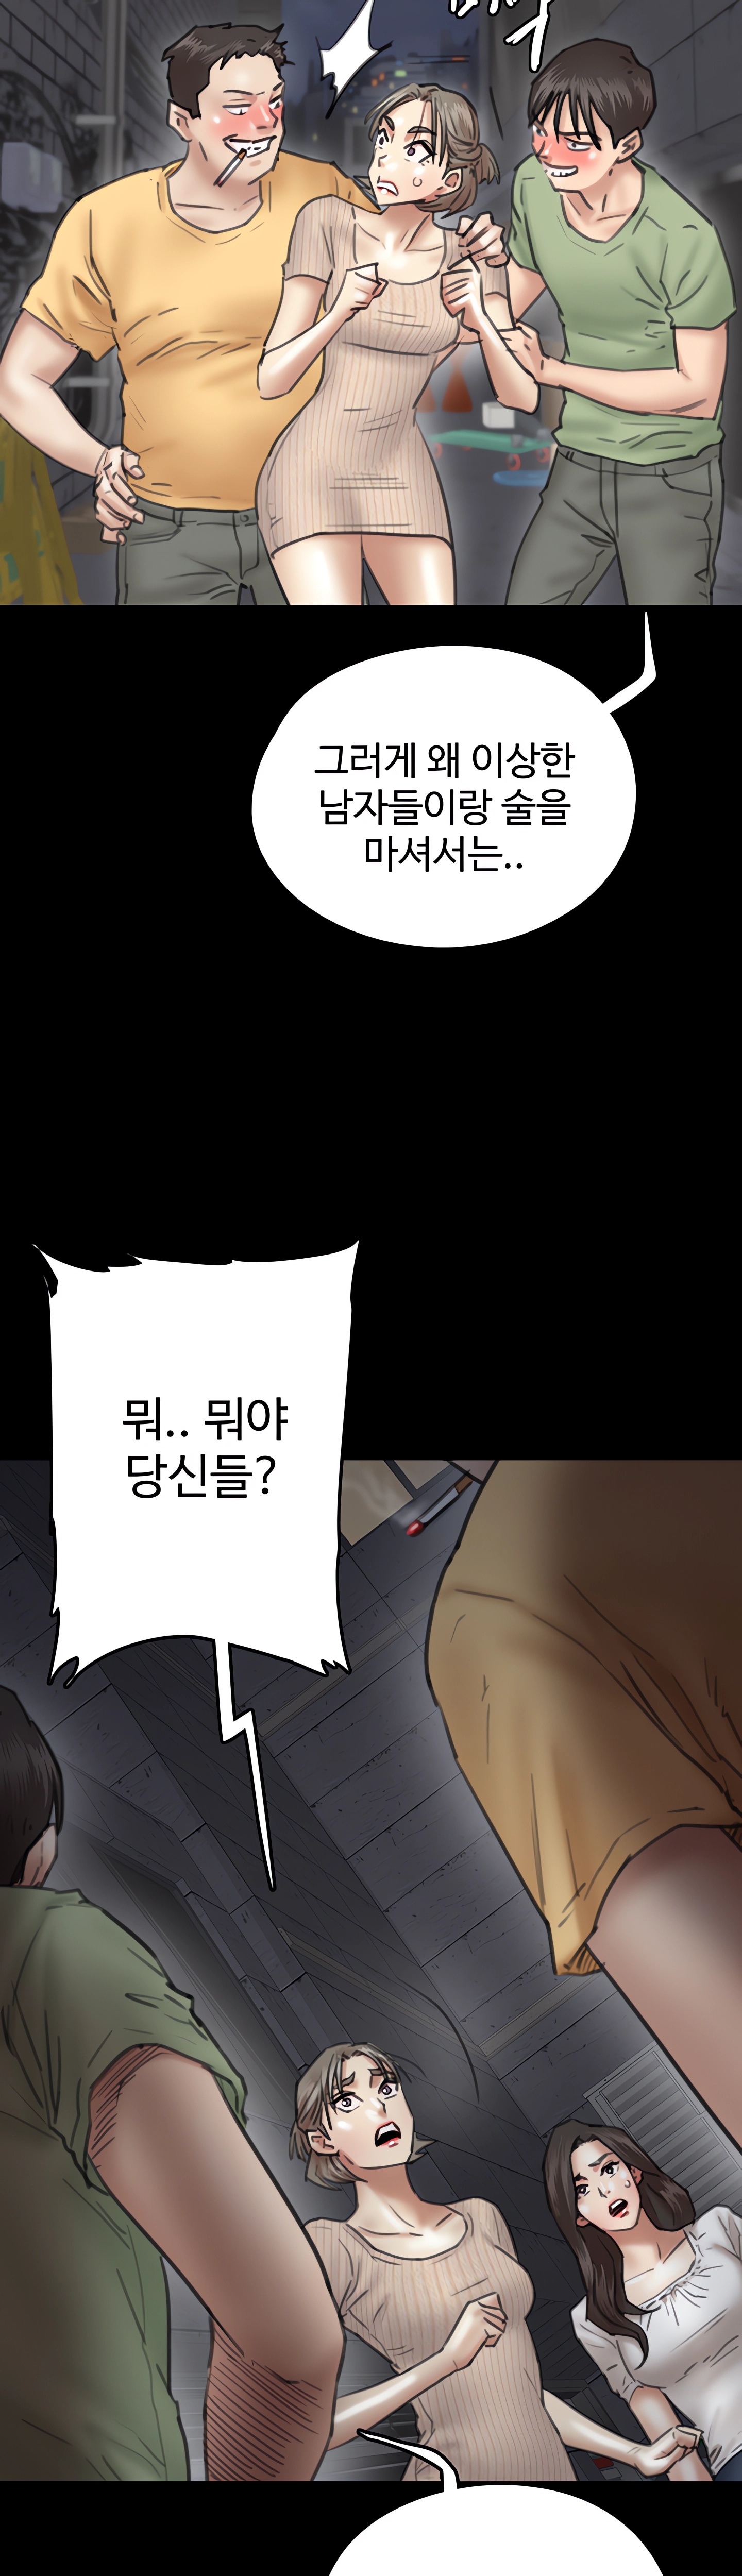 그러게 왜 이상한
남자들이랑 술을
마셔서는..
뭐.. 뭐야
당신들?